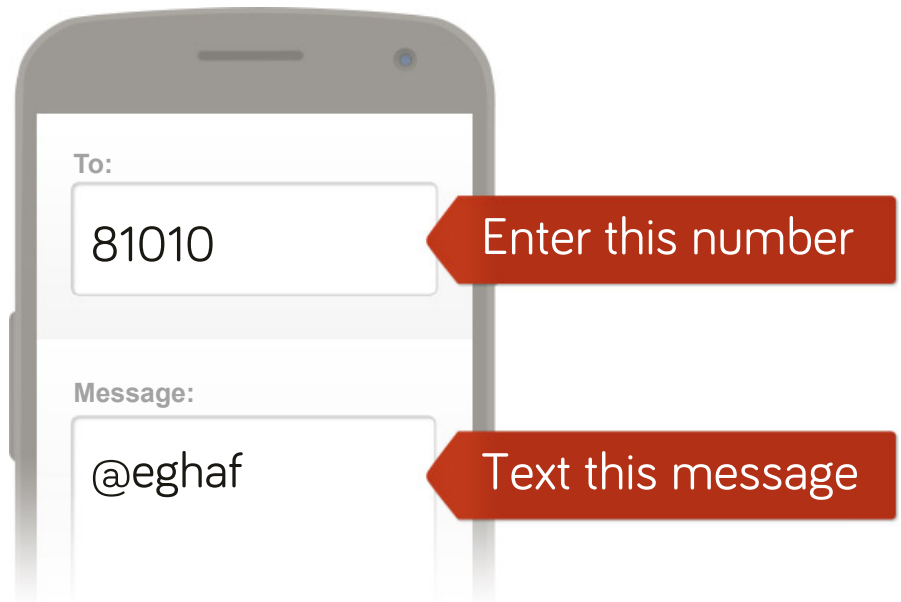 To:
81010
Enter this number
Message:
@eghaf
Text this message